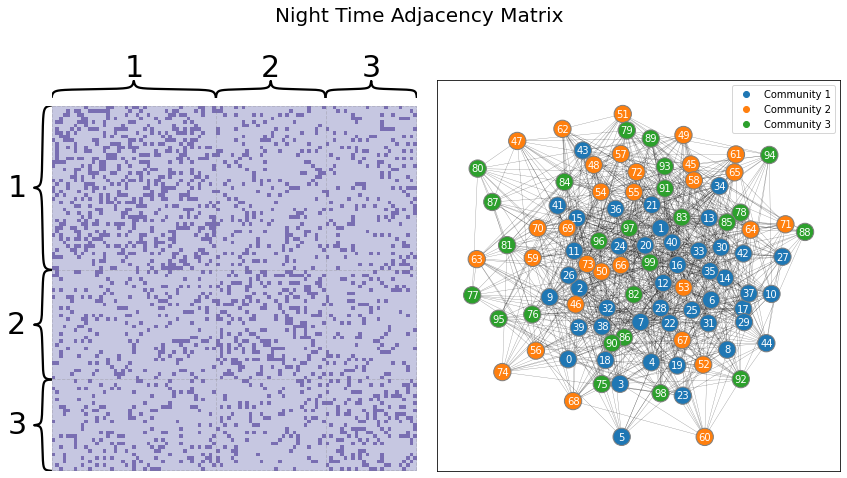 Night Time Adjacency Matrix
1 2 3
1
2
3
Community 1
Community 2
Community 3
51
79
62 89 49
47 43 57 61 94
80 48 72 93 45 65
84 58 34
54 55 91
87 41 36 21
15 83 13 78
70 69 97 1 85 64 71 88
81 96 24 20 40
11 33 30 42 27
63 59 73 50 66 99 16
26 35 14
2 12 53
77 9 82 6 37 10
46 32 28 25 17
95 76 7 22 31 29
39 38
90 86 67 44
56 8
0 18 4 19 52
74 75 3 92
98 23
68
5 60